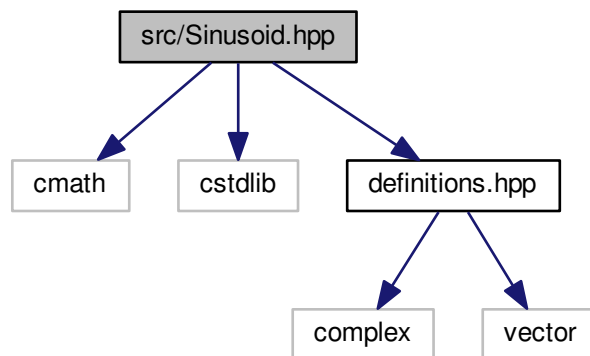 src/Sinusoid.hpp
cmath
cstdlib
definitions.hpp
complex
vector